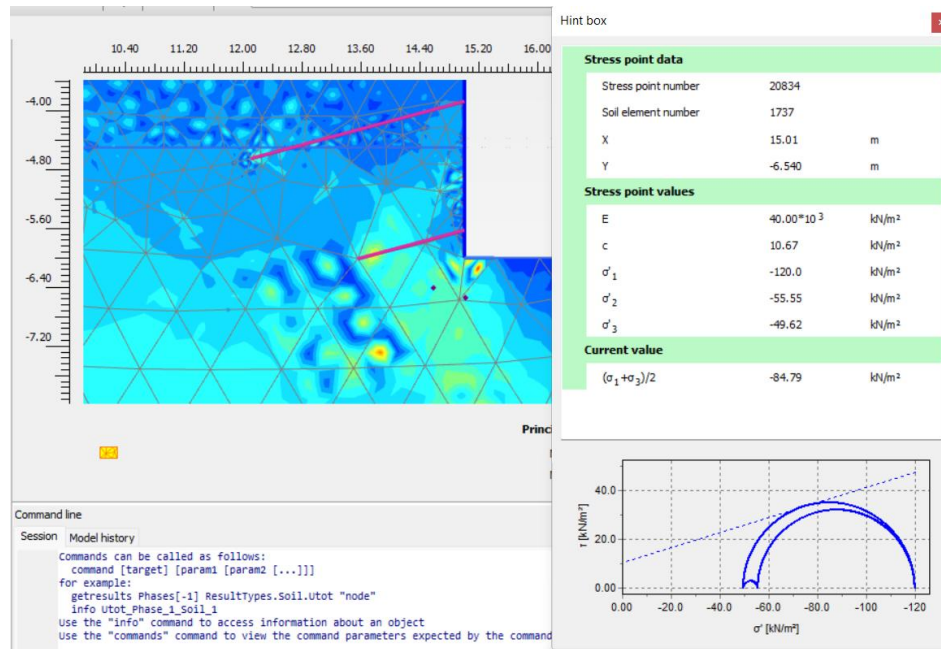 10.40 11.20 12.00 12.80 13.60 14.40 15.20 16.00
-4.00
-4.80
-5.60
-6.40
-7.20
Princi
Command line
Session Model history
Commands can be called as follows:
command [target] [param1 [param2 [...]]]
for example:
getresults Phases[-1] ResultTypes.Soil.Utot "node"
info Utot_Phase_1_Soil_1
Use the "info" command to access information about an object
Use the "commands" command to view the command parameters expected by the command
Hint box
Stress point data
Stress point number 20834
Soil element number 1737
X 15.01 m
Y -6.540 m
Stress point values
E 40.00*10 3 kN/m²
c 10.67 kN/m²
σ'1 -120.0 kN/m²
σ'2 -55.55 kN/m²
σ'3 -49.62 kN/m²
Current value
(σ1+σ3)/2 -84.79 kN/m²
τ [kN/m²]
40.0
20.0
0.00
0.00 -20.0 -40.0 -60.0 -80.0 -100.0 -120
σ' [kN/m²]